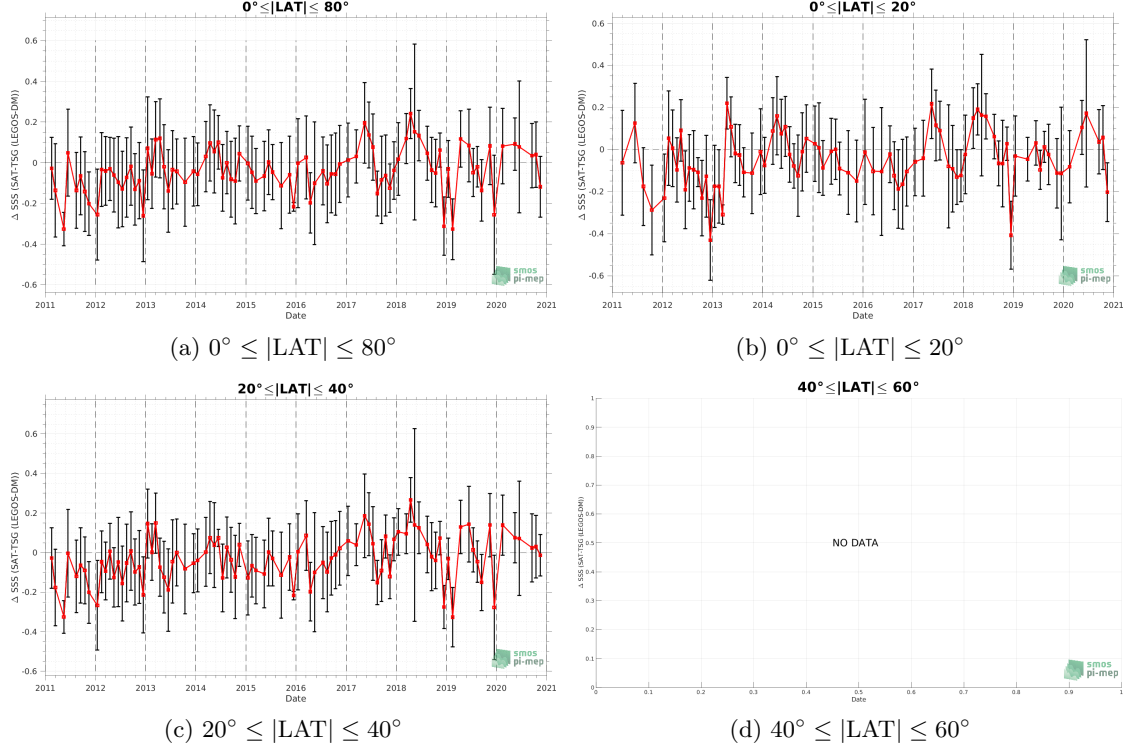 0°≤|LAT|≤ 80°
Δ SSS (SAT-TSG (LEGOS-DM))
0.6
0.4
0.2
0
-0.2
-0.4
-0.6
2011 2012 2013 2014 2015 2016 2017 2018 2019 2020 2021
Date
smos
pi-mep
(a) 0° ≤ |LAT| ≤ 80°
0°≤|LAT|≤ 20°
Δ SSS (SAT-TSG (LEGOS-DM))
0.6
0.4
0.2
0
-0.2
-0.4
-0.6
2011 2012 2013 2014 2015 2016 2017 2018 2019 2020 2021
Date
smos
pi-mep
(b) 0° ≤ |LAT| ≤ 20°
20°≤|LAT|≤ 40°
Δ SSS (SAT-TSG (LEGOS-DM))
0.6
0.4
0.2
0
-0.2
-0.4
-0.6
2011 2012 2013 2014 2015 2016 2017 2018 2019 2020 2021
Date
smos
pi-mep
(c) 20° ≤ |LAT| ≤ 40°
40°≤|LAT|≤ 60°
Δ SSS (SAT-TSG (LEGOS-DM))
1
0.9
0.8
0.7
0.6
0.5
0.4
0.3
0.2
0.1
0
NO DATA
0 0.1 0.2 0.3 0.4 0.5 0.6 0.7 0.8 0.9 1
Date
smos
pi-mep
(d) 40° ≤ |LAT| ≤ 60°